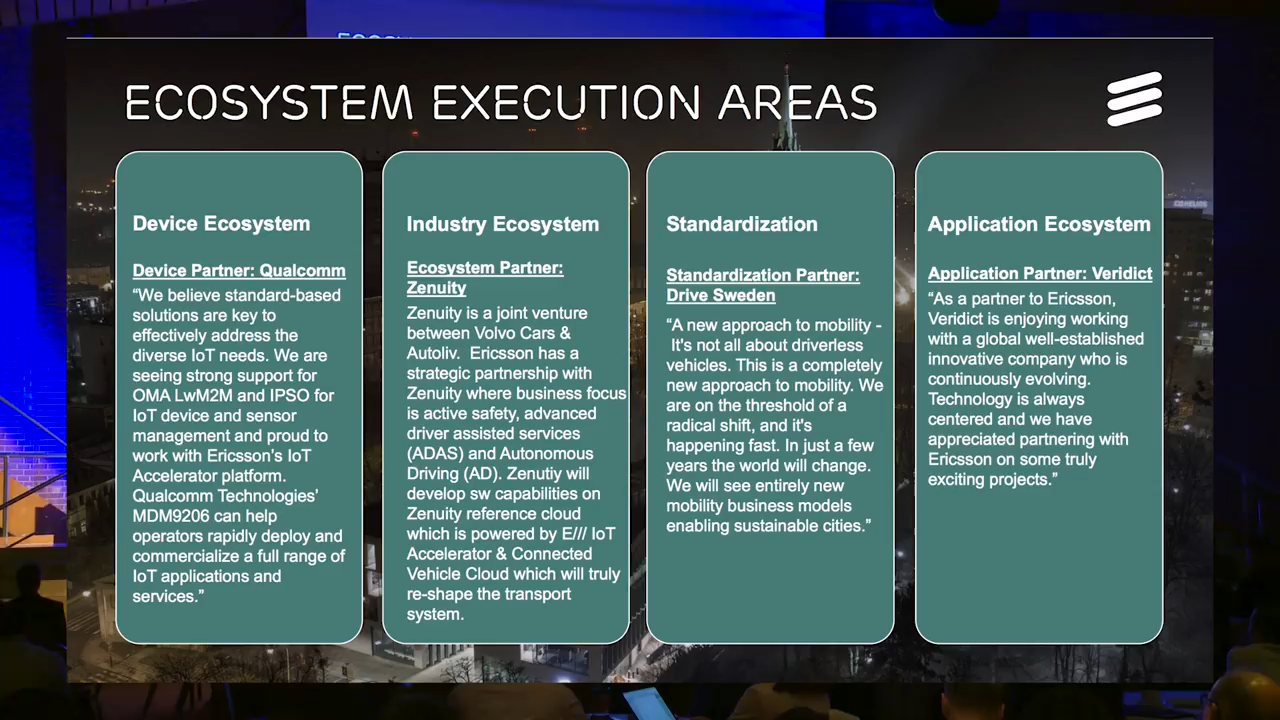 ECOSYSTEM EXECUTION AREAS
Device Ecosystem
Device Partner: Qualcomm
“We believe standard-based
solutions are key to
effectively address the
diverse IoT needs. We are
seeing strong support for
OMA LwM2M and IPSO for
IoT device and sensor
management and proud to
work with Ericsson’s IoT
Accelerator platform.
Qualcomm Technologies’
MDM9206 can help
operators rapidly deploy and
commercialize a full range of
IoT applications and
services.”
Industry Ecosystem
Ecosystem Partner:
Zenuity
Zenuity is a joint venture
between Volvo Cars &
Autoliv.  Ericsson has a
strategic partnership with
Zenuity where business focus
is active safety, advanced
driver assisted services
(ADAS) and Autonomous
Driving (AD). Zenutiy will
develop sw capabilities on
Zenuity reference cloud
which is powered by E/// IoT
Accelerator & Connected
Vehicle Cloud which will truly
re-shape the transport
system.
Standardization
Standardization Partner:
Drive Sweden
“A new approach to mobility -
It's not all about driverless
vehicles. This is a completely
new approach to mobility. We
are on the threshold of a
radical shift, and it's
happening fast. In just a few
years the world will change.
We will see entirely new
mobility business models
enabling sustainable cities.”
Application Ecosystem
Application Partner: Veridict
“As a partner to Ericsson,
Veridict is enjoying working
with a global well-established
innovative company who is
continuously evolving.
Technology is always
centered and we have
appreciated partnering with
Ericsson on some truly
exciting projects.”